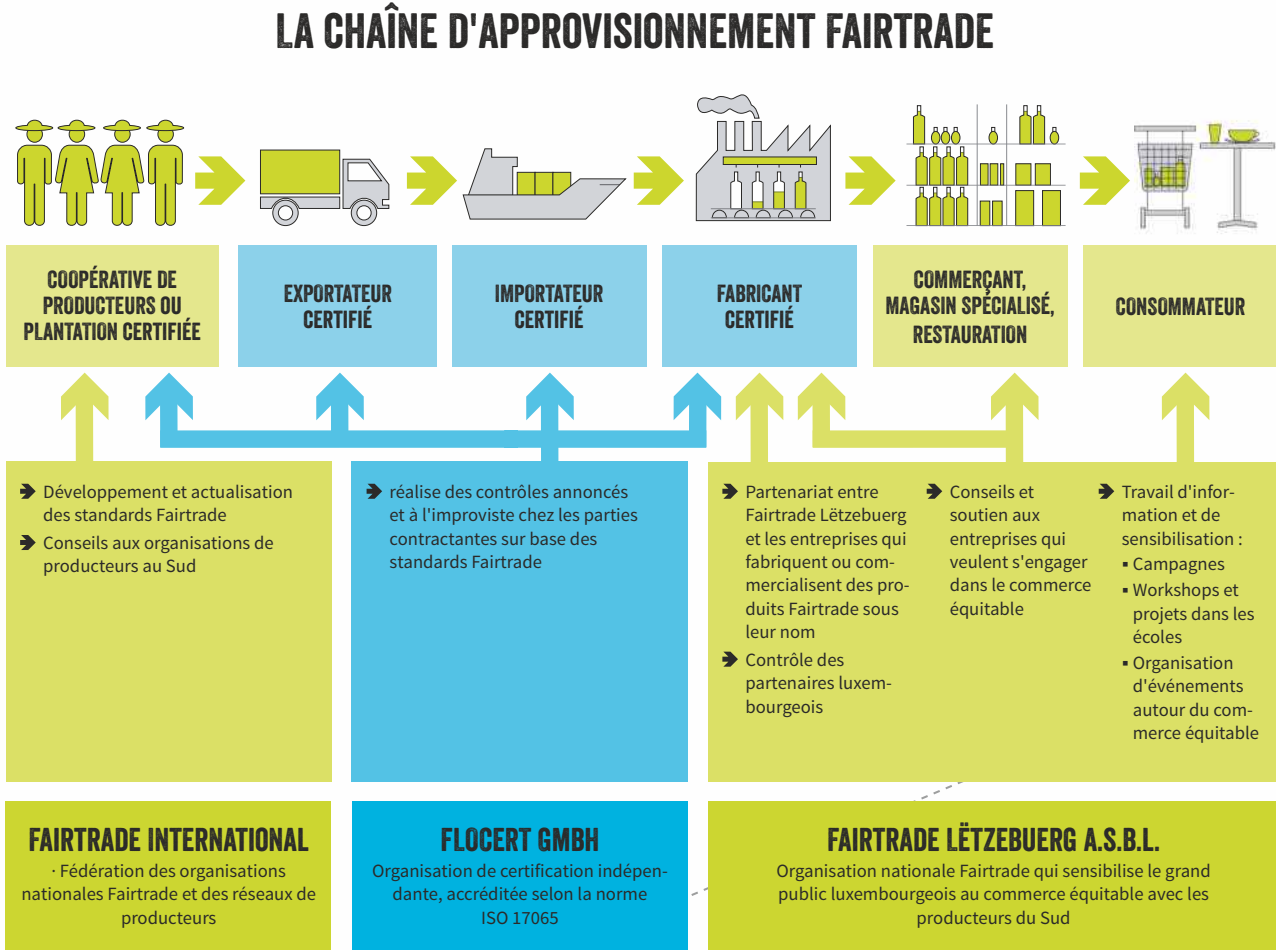 LA CHAÎNE D'APPROVISIONNEMENT FAIRTRADE
COOPÉRATIVE DE
PRODUCTEURS OU
PLANTATION CERTIFIÉE
EXPORTATEUR
CERTIFIÉ
IMPORTATEUR
CERTIFIÉ
FABRICANT
CERTIFIÉ
COMMERÇANT,
MAGASIN SPÉCIALISÉ,
RESTAURATION
CONSOMMATEUR
Développement et actualisation
des standards Fairtrade
Conseils aux organisations de
producteurs au Sud
réalise des contrôles annoncés
et à l'improviste chez les parties
contractantes sur base des
standards Fairtrade
Partenariat entre
Fairtrade Lëtzebuerg
et les entreprises qui
fabriquent ou com-
mercialisent des pro-
duits Fairtrade sous
leur nom
Contrôle des
partenaires luxem-
bourgeois
Conseils et
soutien aux
entreprises qui
veulent s'engager
dans le commerce
équitable
Travail d'infor-
mation et de
sensibilisation :
▪ Campagnes
▪ Workshops et
projets dans les
écoles
▪ Organisation
d'événements
autour du com-
merce équitable
FAIRTRADE INTERNATIONAL
· Fédération des organisations
nationales Fairtrade et des réseaux de
producteurs
FLOCERT GMBH
Organisation de certification indépen-
dante, accréditée selon la norme
ISO 17065
FAIRTRADE LËTZEBUERG A.S.B.L.
Organisation nationale Fairtrade qui sensibilise le grand
public luxembourgeois au commerce équitable avec les
producteurs du Sud